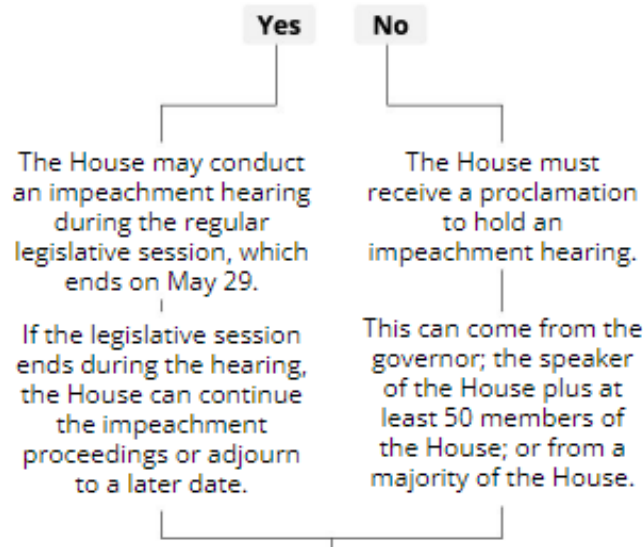 Yes
No
The House may conduct
an impeachment hearing
during the regular
legislative session, which
ends on May 29.
If the legislative session
ends during the hearing,
the House can continue
the impeachment
proceedings or adjourn
to a later date.
The House must
receive a proclamation
to hold an
impeachment hearing.
This can come from the
governor; the speaker
of the House plus at
least 50 members of
the House; or from a
majority of the House.